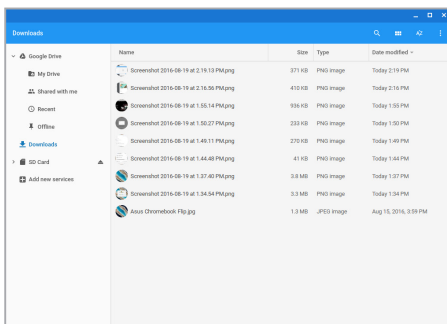 Downloads
Google Drive
My Drive
Shared with me
Recent
Offline
Downloads
SD Card
Add new services
Name Size Type Date modified
Screenshot 2016-08-19 at 2.19.13 PM.png 371 KB PNG image Today 2:19 PM
Screenshot 2016-08-19 at 2.16.56 PM.png 410 KB PNG image Today 2:16 PM
Screenshot 2016-08-19 at 1.55.14 PM.png 936 KB PNG image Today 1:55 PM
Screenshot 2016-08-19 at 1.50.27 PM.png 233 KB PNG image Today 1:50 PM
Screenshot 2016-08-19 at 1.49.11 PM.png 270 KB PNG image Today 1:49 PM
Screenshot 2016-08-19 at 1.44.48 PM.png 41 KB PNG image Today 1:44 PM
Screenshot 2016-08-19 at 1.37.40 PM.png 3.8 MB PNG image Today 1:37 PM
Screenshot 2016-08-19 at 1.34.54 PM.png 3.3 MB PNG image Today 1:34 PM
Asus Chromebook Flip.jpg 1.3 MB JPEG image Aug 15, 2016, 3:59 PM